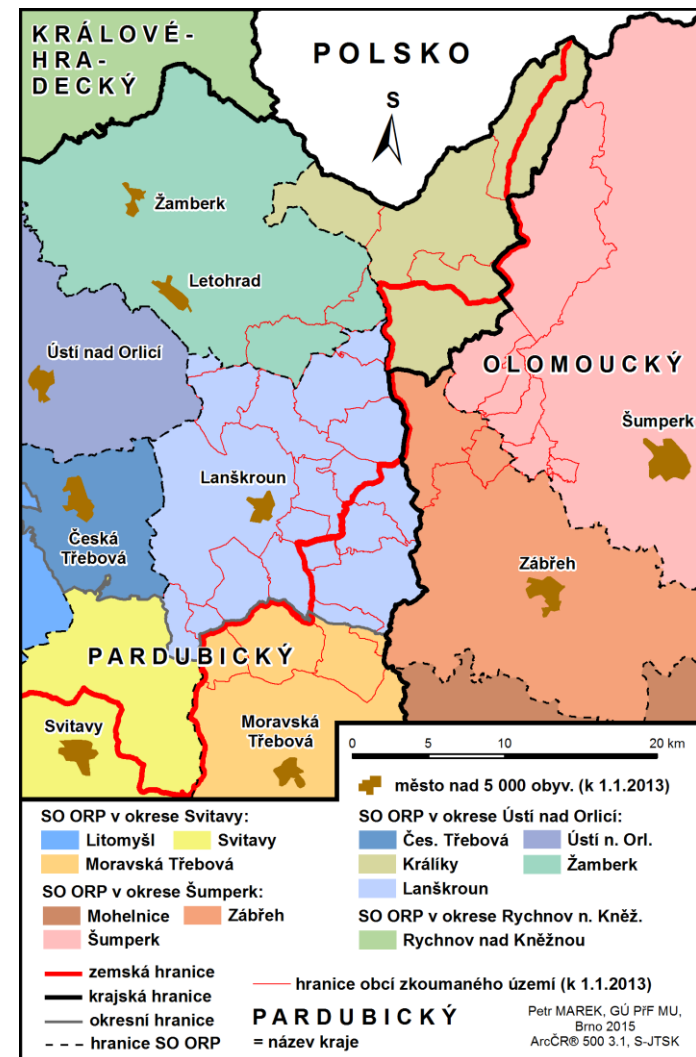 KRÁLOVÉ-
HRA-
DECKÝ
POLSKO
S
Žamberk
Letohrad
Ústí nad Orlicí
OLOMOUCKÝ
Šumperk
Lanškroun
Česká
Třebová
Zábřeh
PARDUBICKÝ
Svitavy
Moravská
Třebová
0 5 10 20 km
město nad 5 000 obyv. (k 1.1.2013)
SO ORP v okrese Svitavy:
Litomyšl Svitavy
Moravská Třebová
SO ORP v okrese Šumperk:
Mohelnice Zábřeh
Šumperk
SO ORP v okrese Ústí nad Orlicí:
Čes. Třebová Ústí n. Orl.
Králíky Žamberk
Lanškroun
SO ORP v okrese Rychnov n. Kněž.
Rychnov nad Kněžnou
zemská hranice
krajská hranice
okresní hranice
hranice SO ORP
hranice obcí zkoumaného území (k 1.1.2013)
PARDUBICKÝ
= název kraje
Petr MAREK, GÚ PřF MU,
Brno 2015
ArcČR® 500 3.1, S-JTSK